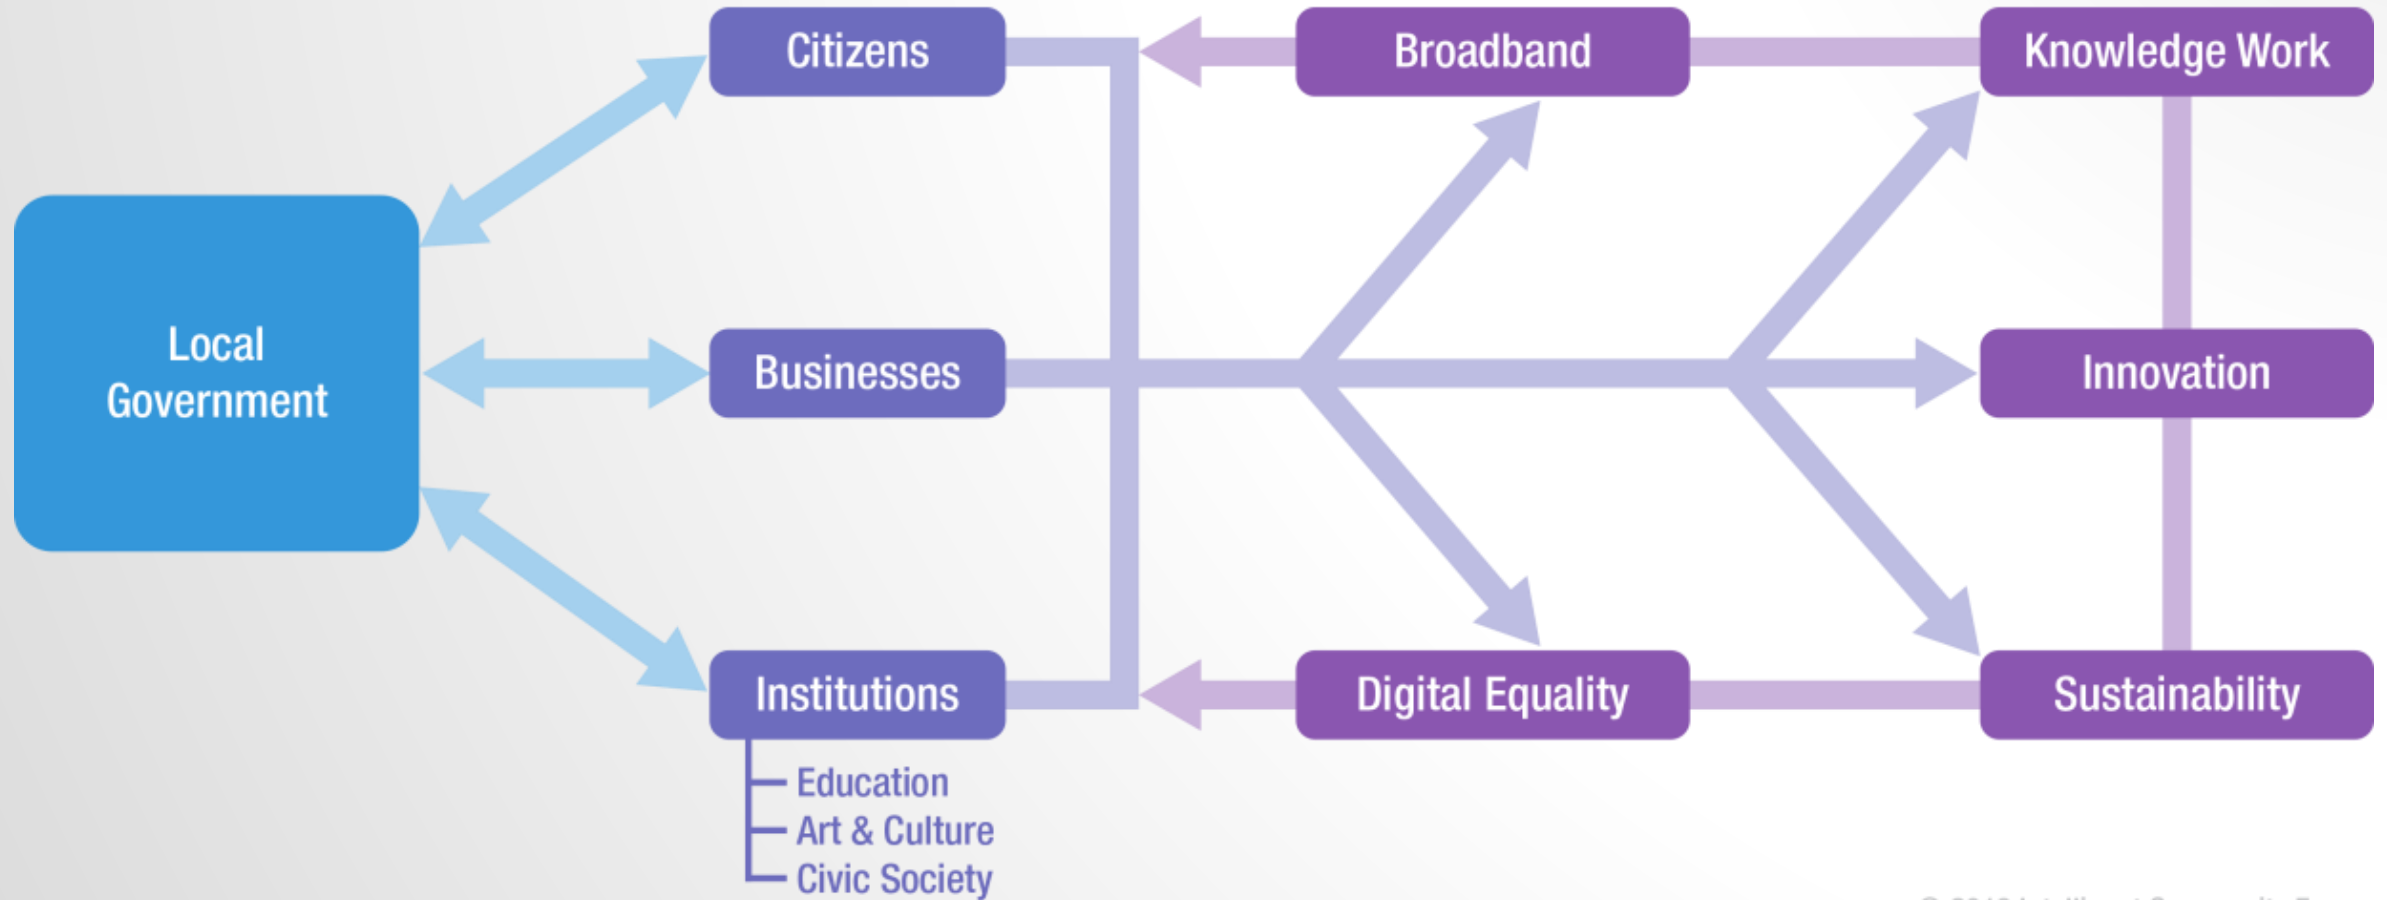 Citizens
Broadband
Knowledge Work
Local
Government
Businesses
Innovation
Institutions
Digital Equality
Sustainability
Education
Art & Culture
Civic Society